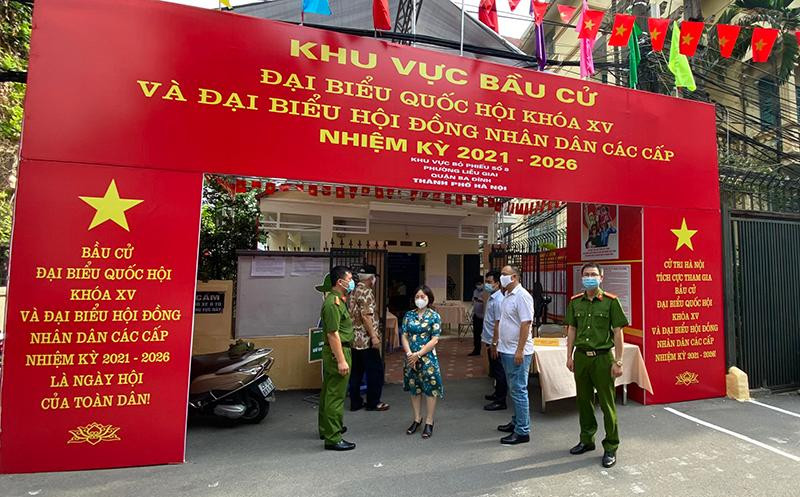 KHU VỰC BẦU CỬ
ĐẠI BIỂU QUỐC HỘI KHÓA XV
VÀ ĐẠI BIỂU HỘI ĐỒNG NHÂN DÂN CÁC CẤP
NHIỆM KỲ 2021 - 2026
KHU VỰC BỎ PHIẾU SỐ 8
PHƯỜNG LIỄU GIAI
QUẬN BA ĐÌNH
THÀNH PHỐ HÀ NỘI
BẦU CỬ
ĐẠI BIỂU QUỐC HỘI
KHÓA XV
VÀ ĐẠI BIỂU HỘI ĐỒNG
NHÂN DÂN CÁC CẤP
NHIỆM KỲ 2021 - 2026
LÀ NGÀY HỘI
CỦA TOÀN DÂN!
CẤM
CỬ TRI HÀ NỘI
TÍCH CỰC THAM GIA
BẦU CỬ
ĐẠI BIỂU QUỐC HỘI
KHÓA XV
VÀ ĐẠI BIỂU HỘI ĐỒNG
NHÂN DÂN CÁC CẤP
NHIỆM KỲ 2021 - 2026!